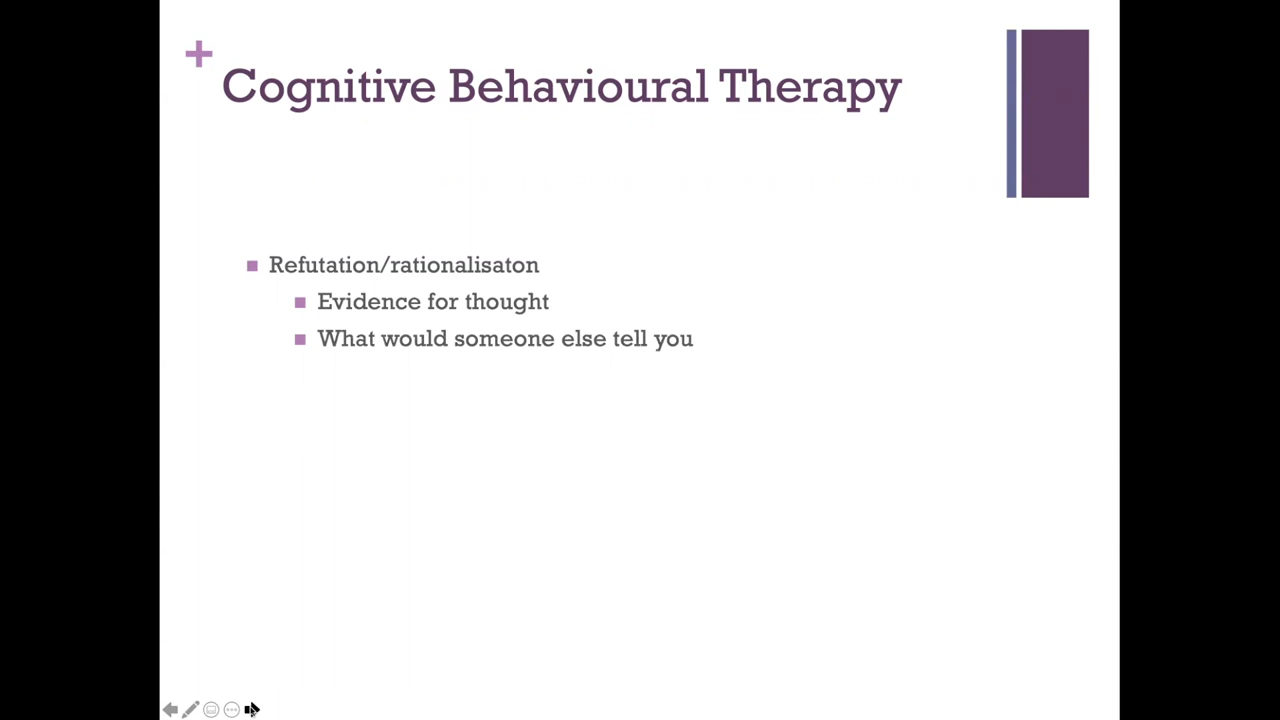 +
Cognitive Behavioural Therapy
Refutation/rationalisaton
Evidence for thought
What would someone else tell you